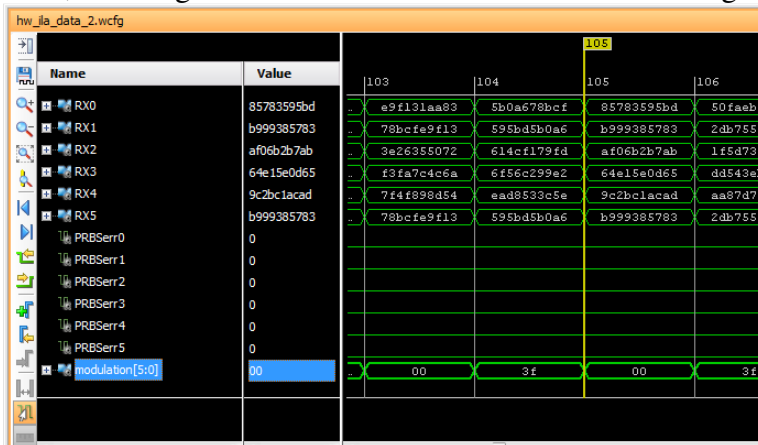 hw_ila_data_2.wcfg
105
Name Value 103 104 105 106
RX0 85783595bd e9f131aa83 5b0a678bcf 85783595bd 50faeb
RX1 b999385783 78bcfe9f13 595bd5b0a6 b999385783 2db755
RX2 af06b2b7ab 3e26355072 614cf179fd af06b2b7ab 1f5d73
RX3 64e15e0d65 f3fa7c4c6a 6f56c299e2 64e15e0d65 dd543e
RX4 9c2bc1acad 7f4f898d54 ead8533c5e 9c2bc1acad aa87d7
RX5 b999385783 78bcfe9f13 595bd5b0a6 b999385783 2db755
PRBSerr0 0
PRBSerr1 0
PRBSerr2 0
PRBSerr3 0
PRBSerr4 0
PRBSerr5 0
modulation[5:0] 00 00 3f 00 3f